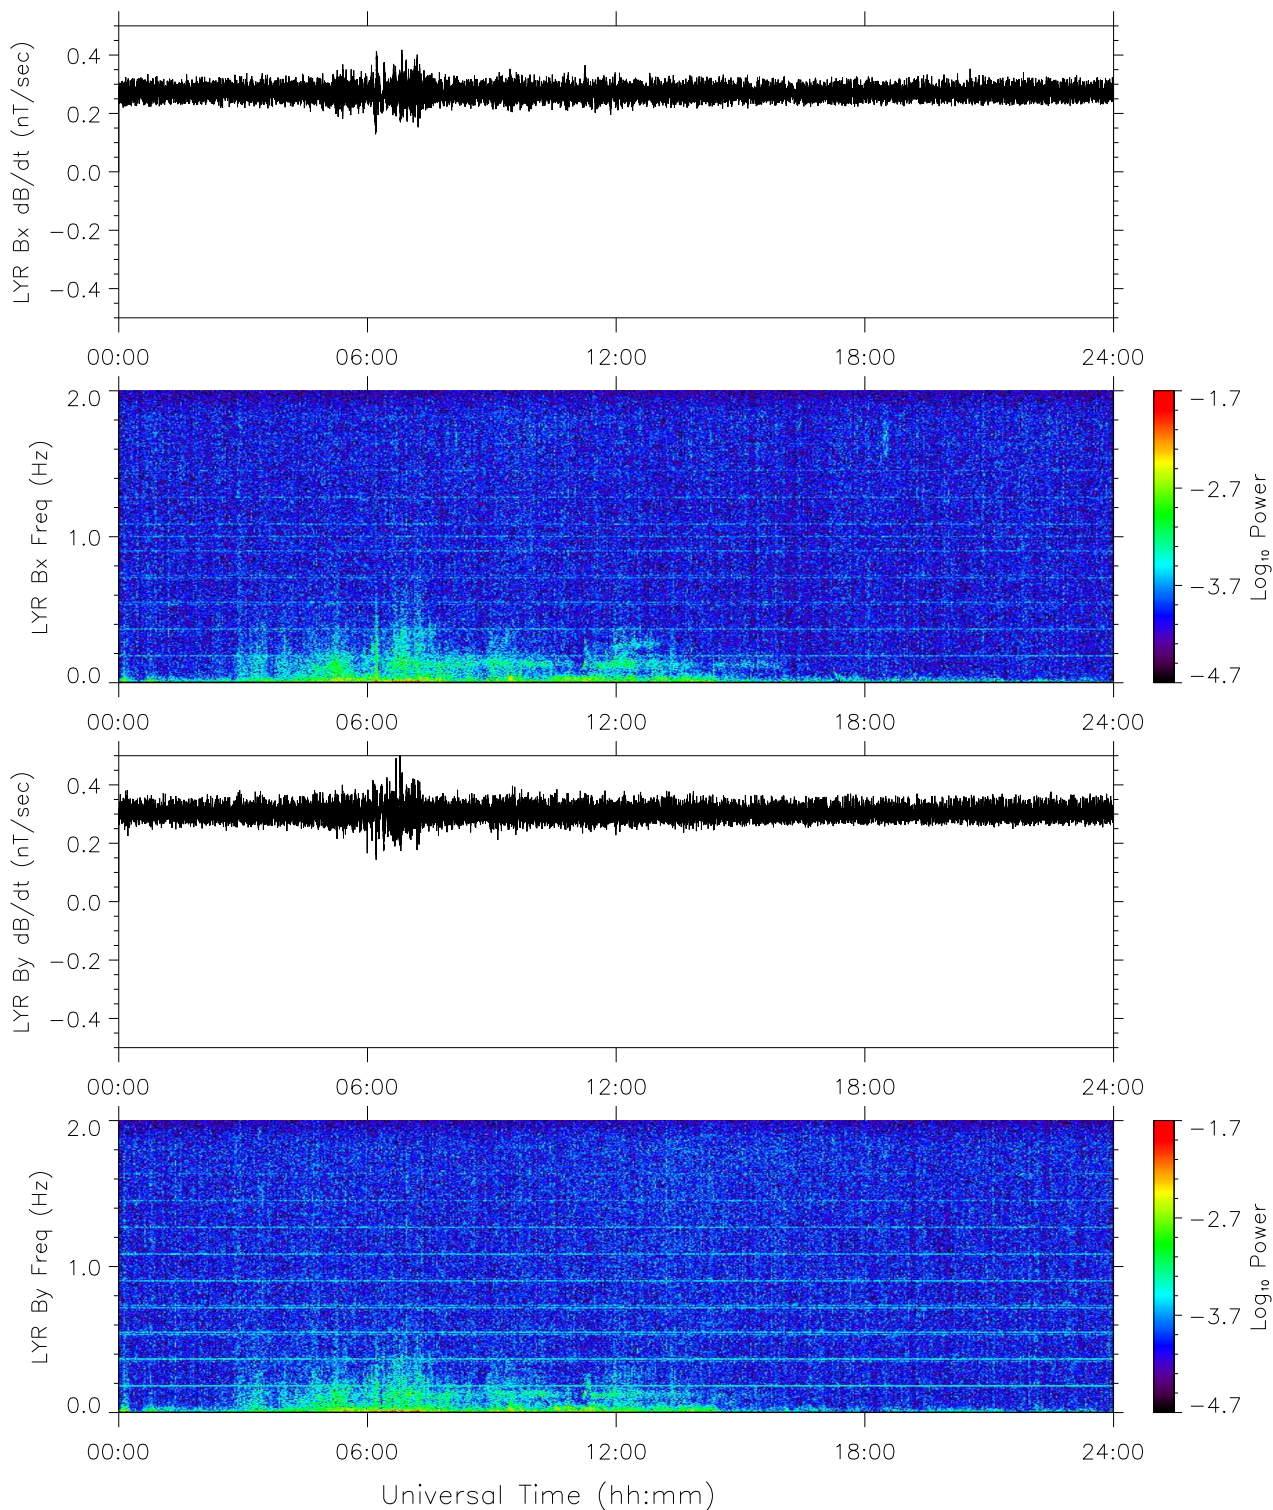 LYR Bx dB/dt (nT/sec)
0.4
0.2
0.0
−0.2
−0.4
00:00 06:00 12:00 18:00 24:00
LYR Bx Freq (Hz)
2.0
1.0
0.0
−1.7
−2.7
−3.7
−4.7
Log₁₀ Power
00:00 06:00 12:00 18:00 24:00
LYR By dB/dt (nT/sec)
0.4
0.2
0.0
−0.2
−0.4
00:00 06:00 12:00 18:00 24:00
LYR By Freq (Hz)
2.0
1.0
0.0
−1.7
−2.7
−3.7
−4.7
Log₁₀ Power
00:00 06:00 12:00 18:00 24:00
Universal Time (hh:mm)